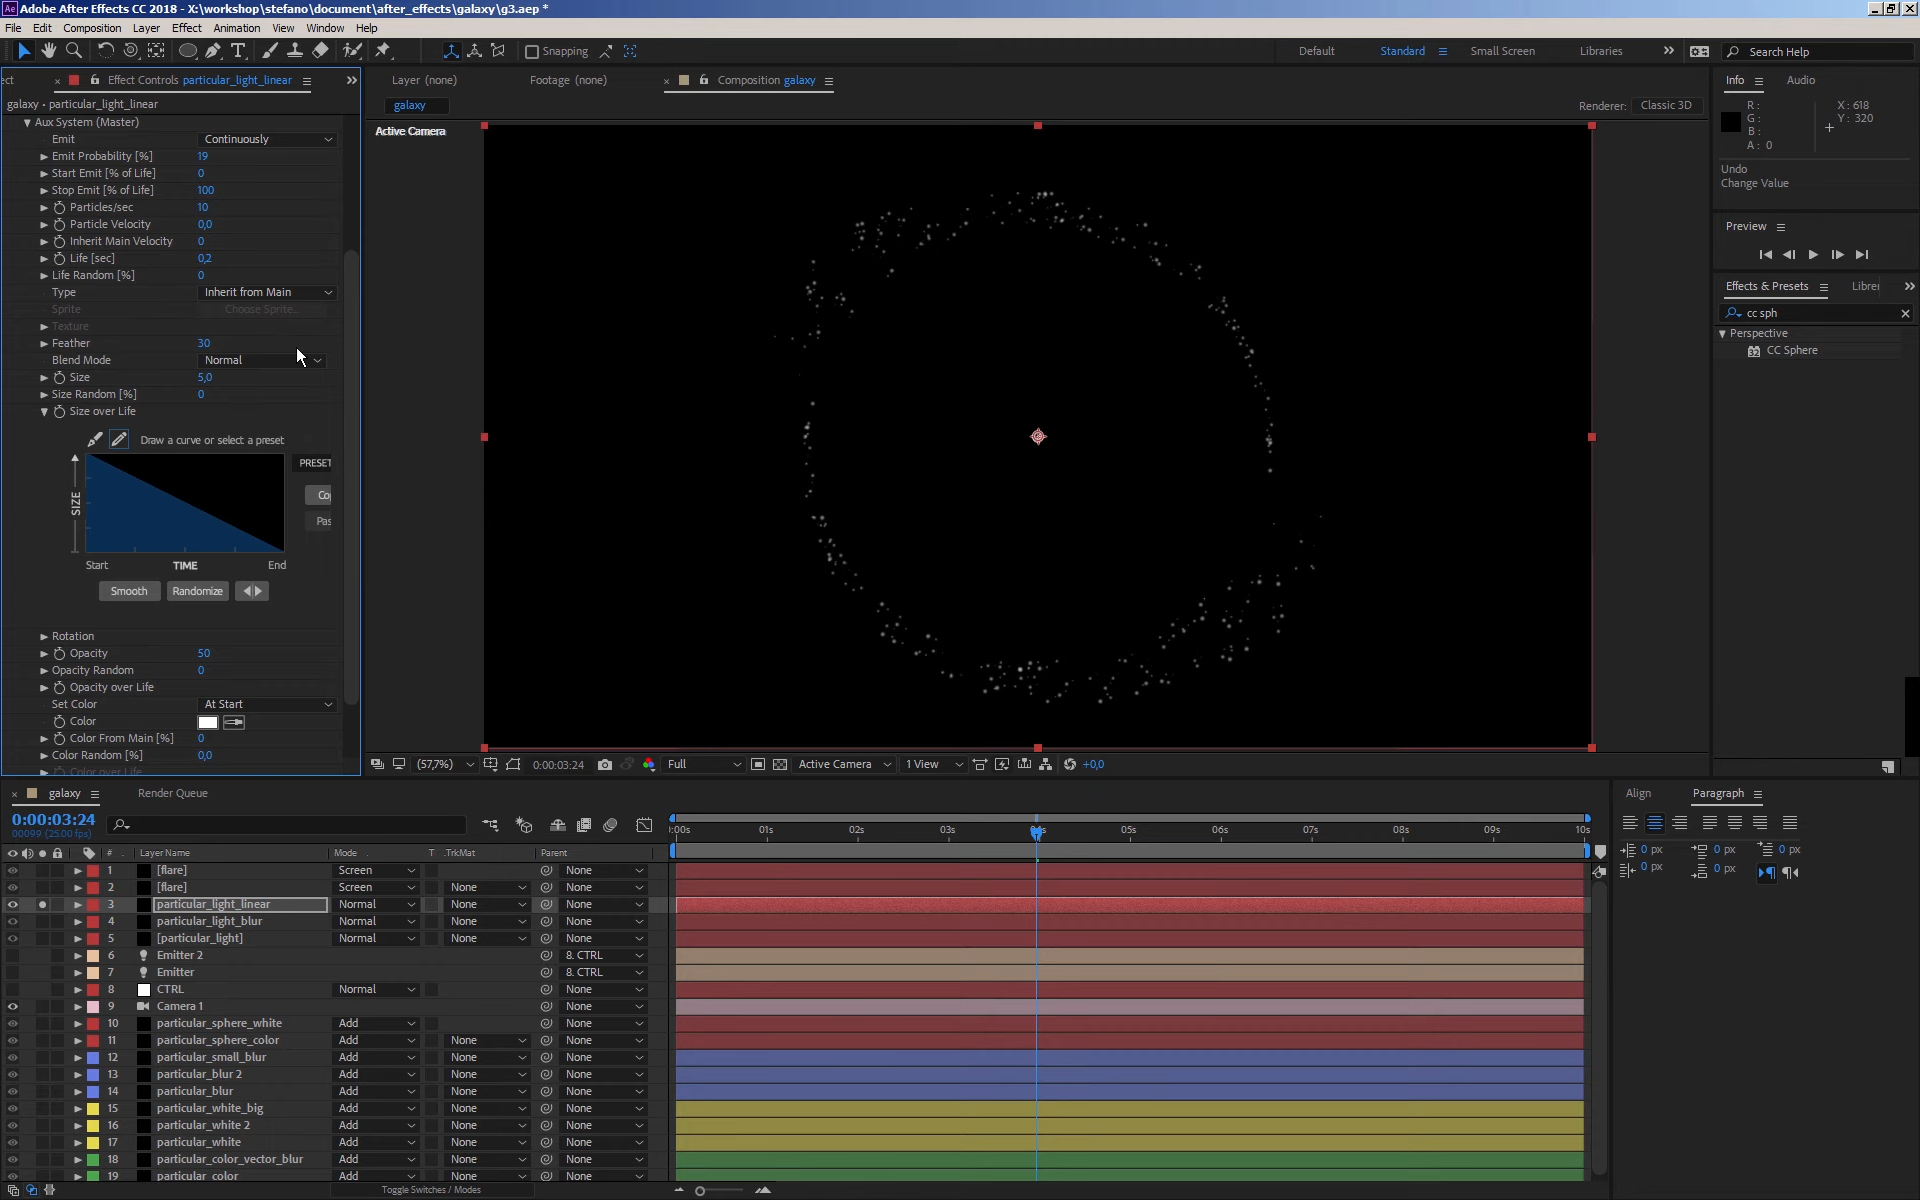 Adobe After Effects CC 2018 - X:\workshop\stefano\document\after_effects\galaxy\g3.aep *
File Edit Composition Layer Effect Animation View Window Help
Snapping Default Standard Small Screen Libraries Search Help
Effect Controls particular_light_linear
galaxy • particular_light_linear
Aux System (Master)
Emit Continuously
Emit Probability [%] 19
Start Emit [% of Life] 0
Stop Emit [% of Life] 100
Particles/sec 10
Particle Velocity 0,0
Inherit Main Velocity 0
Life [sec] 0,2
Life Random [%] 0
Type Inherit from Main
Sprite Choose Sprite...
Texture
Feather 30
Blend Mode Normal
Size 5,0
Size Random [%] 0
Size over Life
Draw a curve or select a preset
PRESET
SIZE
Co
Pas
Start TIME End
Smooth Randomize
Rotation
Opacity 50
Opacity Random 0
Opacity over Life
Set Color At Start
Color
Color From Main [%] 0
Color Random [%] 0,0
Color over Life
Layer (none) Footage (none) Composition galaxy
galaxy Renderer: Classic 3D
Active Camera
(57,7%) 0:00:03:24 Full Active Camera 1 View +0,0
Info Audio
R: X: 618
G: Y: 320
B:
A: 0
Undo
Change Value
Preview
Effects & Presets Librer
cc sph
Perspective
32 CC Sphere
galaxy Render Queue
0:00:03:24
00099 (25.00 fps)
:00s 01s 02s 03s 04s 05s 06s 07s 08s 09s 10s
# Layer Name Mode T .TrkMat Parent
1 [flare] Screen None
2 [flare] Screen None None
3 particular_light_linear Normal None None
4 particular_light_blur Normal None None
5 [particular_light] Normal None None
6 Emitter 2 8. CTRL
7 Emitter 8. CTRL
8 CTRL Normal None
9 Camera 1 None
10 particular_sphere_white Add None
11 particular_sphere_color Add None None
12 particular_small_blur Add None None
13 particular_blur 2 Add None None
14 particular_blur Add None None
15 particular_white_big Add None None
16 particular_white 2 Add None None
17 particular_white Add None None
18 particular_color_vector_blur Add None None
19 particular_color Add None None
Toggle Switches / Modes
Align Paragraph
0 px 0 px 0 px
0 px 0 px